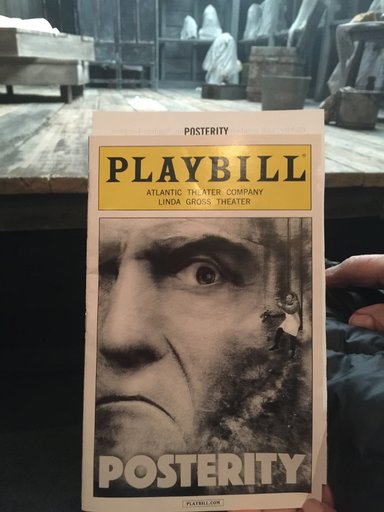 POSTERITY
PLAYBILL®
ATLANTIC THEATER COMPANY
LINDA GROSS THEATER
POSTERITY
PLAYBILL.COM